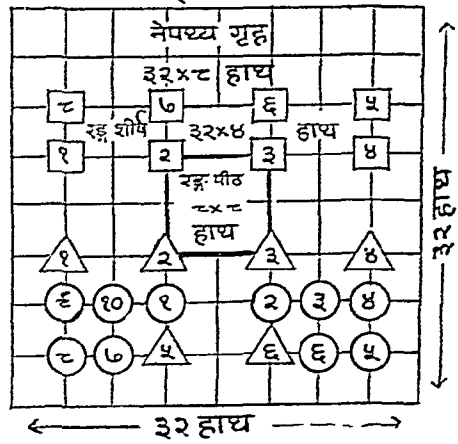 नेपथ्य गृह
३२×८ हाथ
८ ७ ६ ५
रङ्ग शीर्ष ३२×४ हाथ
१ २ ३ ४
रङ्ग पीठ
८×८
हाथ
१ २ ३ ४
९ १० १ २ ३ ४
८ ७ ५ ६ ६ ५
३२ हाथ
३२ हाथ